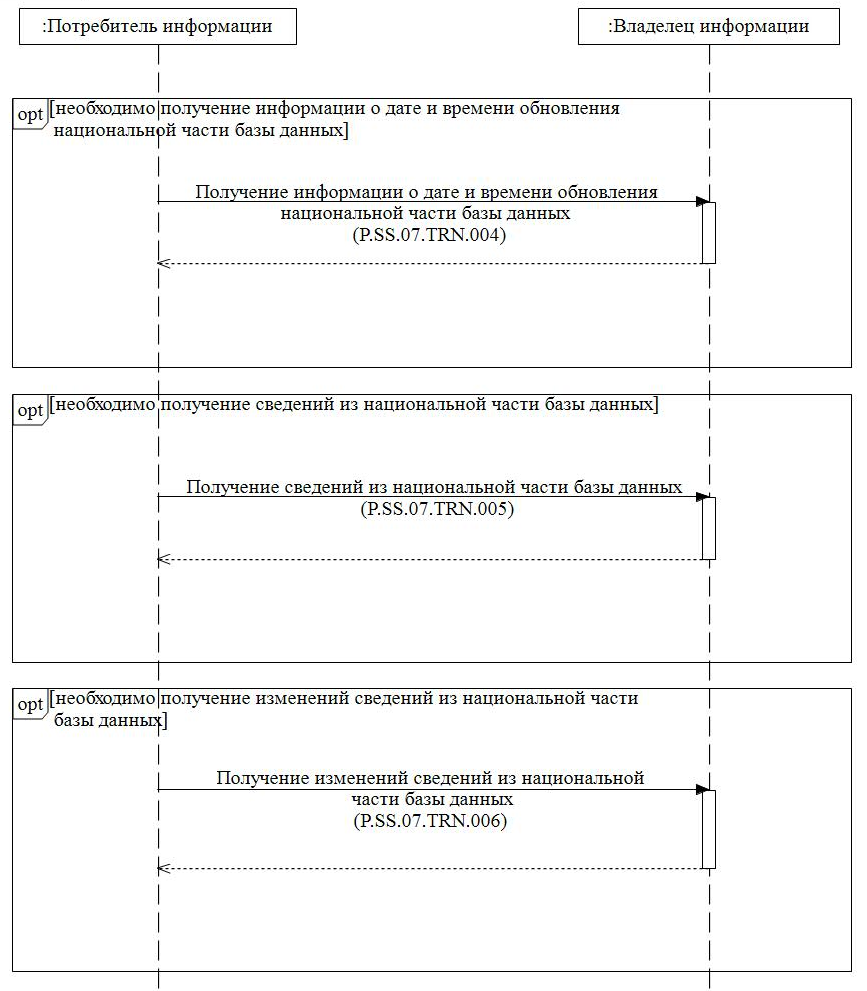 :Потребитель информации
:Владелец информации
opt
[необходимо получение информации о дате и времени обновления
национальной части базы данных]
Получение информации о дате и времени обновления
национальной части базы данных
(P.SS.07.TRN.004)
opt
[необходимо получение сведений из национальной части базы данных]
Получение сведений из национальной части базы данных
(P.SS.07.TRN.005)
opt
[необходимо получение изменений сведений из национальной части
базы данных]
Получение изменений сведений из национальной
части базы данных
(P.SS.07.TRN.006)